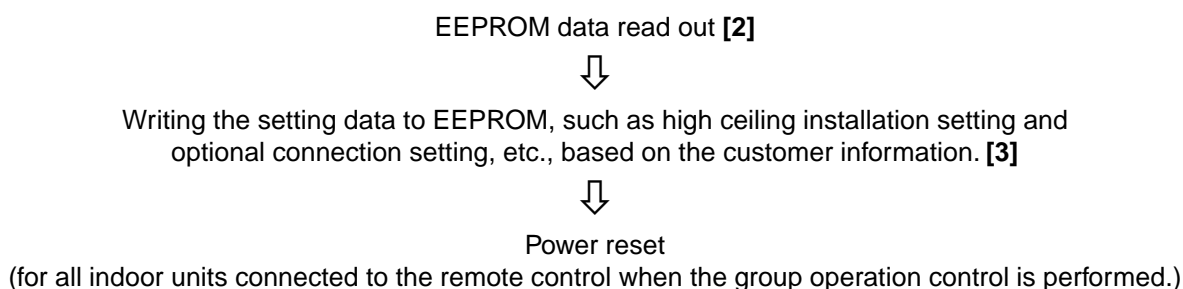 EEPROM data read out [2]
Writing the setting data to EEPROM, such as high ceiling installation setting and
optional connection setting, etc., based on the customer information. [3]
Power reset
(for all indoor units connected to the remote control when the group operation control is performed.)